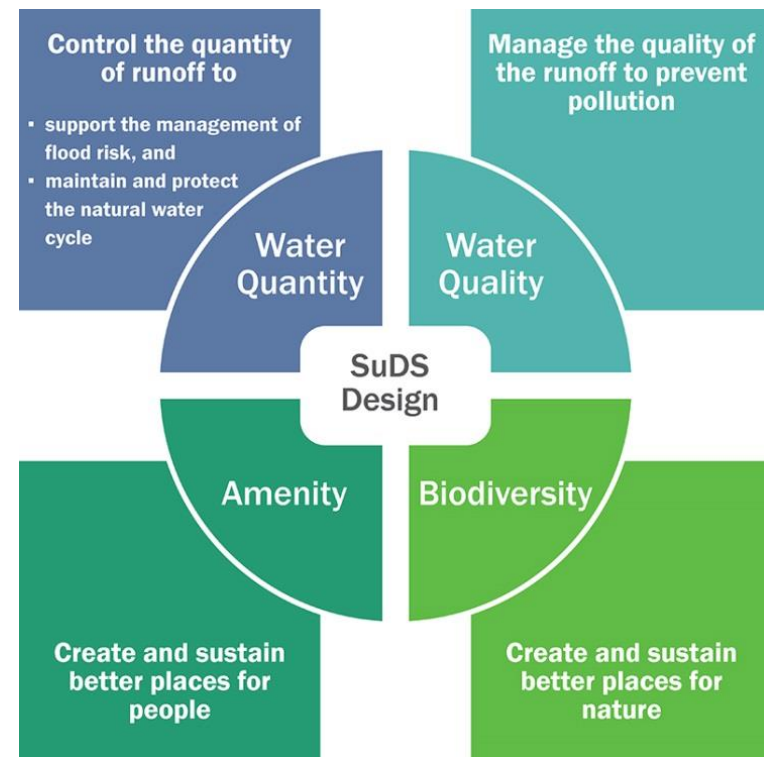 Control the quantity
of runoff to
▪ support the management of
flood risk, and
▪ maintain and protect
the natural water
cycle
Water
Quantity
Manage the quality of
the runoff to prevent
pollution
Water
Quality
SuDS
Design
Amenity
Create and sustain
better places for
people
Biodiversity
Create and sustain
better places for
nature